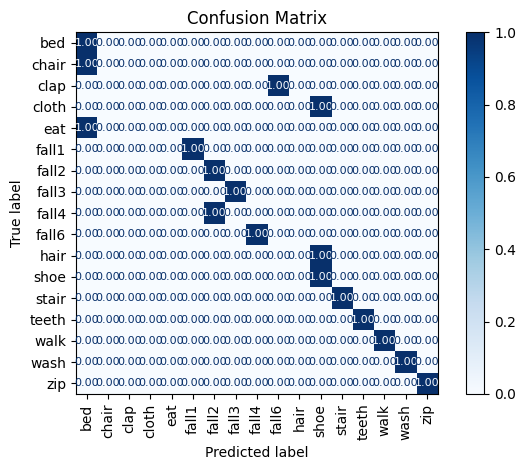 Confusion Matrix
bed 1.00 0.00 0.00 0.00 0.00 0.00 0.00 0.00 0.00 0.00 0.00 0.00 0.00 0.00 0.00 0.00 0.00
chair 1.00 0.00 0.00 0.00 0.00 0.00 0.00 0.00 0.00 0.00 0.00 0.00 0.00 0.00 0.00 0.00 0.00
clap 0.00 0.00 0.00 0.00 0.00 0.00 0.00 0.00 0.00 1.00 0.00 0.00 0.00 0.00 0.00 0.00 0.00
cloth 0.00 0.00 0.00 0.00 0.00 0.00 0.00 0.00 0.00 0.00 0.00 1.00 0.00 0.00 0.00 0.00 0.00
eat 1.00 0.00 0.00 0.00 0.00 0.00 0.00 0.00 0.00 0.00 0.00 0.00 0.00 0.00 0.00 0.00 0.00
fall1 0.00 0.00 0.00 0.00 0.00 1.00 0.00 0.00 0.00 0.00 0.00 0.00 0.00 0.00 0.00 0.00 0.00
fall2 0.00 0.00 0.00 0.00 0.00 0.00 1.00 0.00 0.00 0.00 0.00 0.00 0.00 0.00 0.00 0.00 0.00
fall3 0.00 0.00 0.00 0.00 0.00 0.00 0.00 1.00 0.00 0.00 0.00 0.00 0.00 0.00 0.00 0.00 0.00
fall4 0.00 0.00 0.00 0.00 0.00 0.00 1.00 0.00 0.00 0.00 0.00 0.00 0.00 0.00 0.00 0.00 0.00
fall6 0.00 0.00 0.00 0.00 0.00 0.00 0.00 0.00 1.00 0.00 0.00 0.00 0.00 0.00 0.00 0.00 0.00
hair 0.00 0.00 0.00 0.00 0.00 0.00 0.00 0.00 0.00 0.00 0.00 1.00 0.00 0.00 0.00 0.00 0.00
shoe 0.00 0.00 0.00 0.00 0.00 0.00 0.00 0.00 0.00 0.00 0.00 1.00 0.00 0.00 0.00 0.00 0.00
stair 0.00 0.00 0.00 0.00 0.00 0.00 0.00 0.00 0.00 0.00 0.00 0.00 1.00 0.00 0.00 0.00 0.00
teeth 0.00 0.00 0.00 0.00 0.00 0.00 0.00 0.00 0.00 0.00 0.00 0.00 0.00 1.00 0.00 0.00 0.00
walk 0.00 0.00 0.00 0.00 0.00 0.00 0.00 0.00 0.00 0.00 0.00 0.00 0.00 0.00 1.00 0.00 0.00
wash 0.00 0.00 0.00 0.00 0.00 0.00 0.00 0.00 0.00 0.00 0.00 0.00 0.00 0.00 0.00 1.00 0.00
zip 0.00 0.00 0.00 0.00 0.00 0.00 0.00 0.00 0.00 0.00 0.00 0.00 0.00 0.00 0.00 0.00 1.00
True label
bed chair clap cloth eat fall1 fall2 fall3 fall4 fall6 hair shoe stair teeth walk wash zip
Predicted label
1.0
0.8
0.6
0.4
0.2
0.0